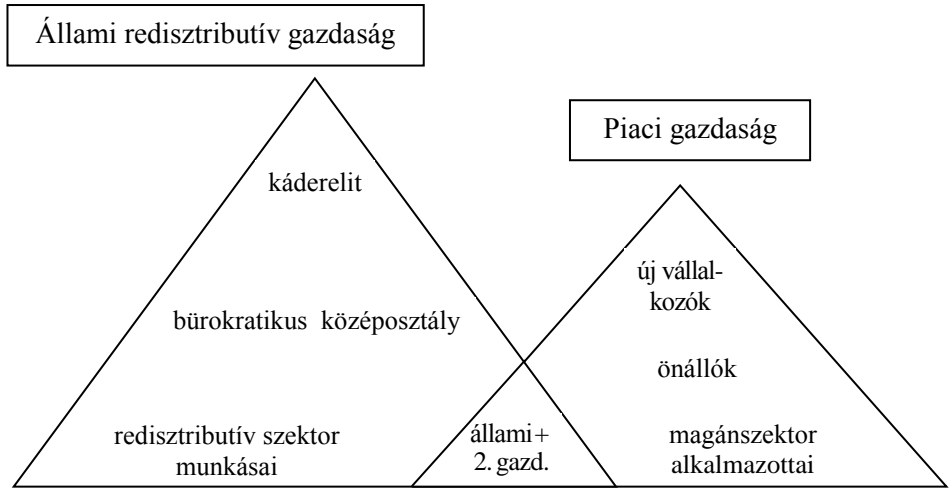 Állami redisztributív gazdaság
Piaci gazdaság
káderelit
bürokratikus középosztály
redisztributív szektor
munkásai
állami+
2. gazd.
új vállal-
kozók
önállók
magánszektor
alkalmazottai